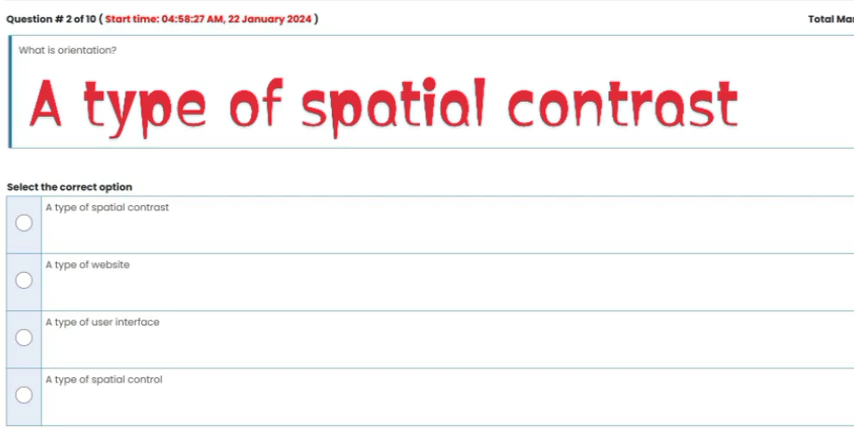 Question # 2 of 10 ( Start time: 04:58:27 AM, 22 January 2024 )
What is orientation?
A type of spatial contrast
Select the correct option
A type of spatial contrast
A type of website
A type of user interface
A type of spatial control